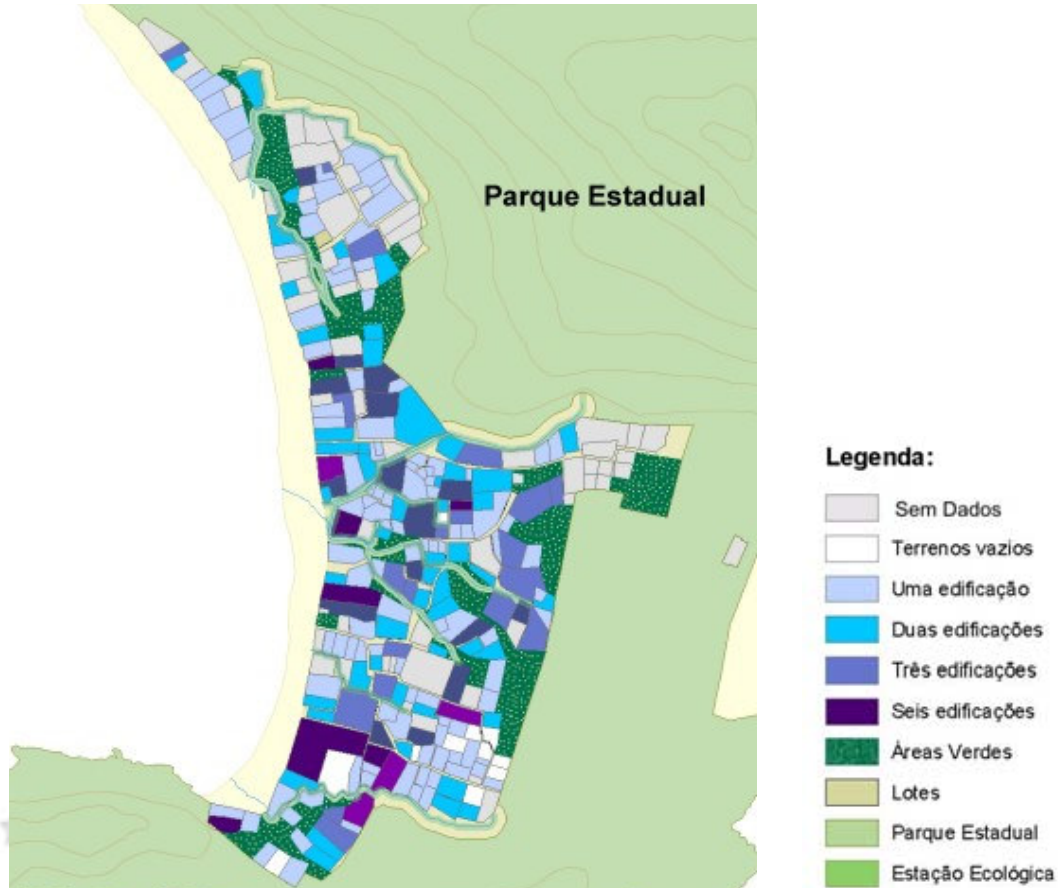 Parque Estadual
Legenda:
Sem Dados
Terrenos vazios
Uma edificação
Duas edificações
Três edificações
Seis edificações
Áreas Verdes
Lotes
Parque Estadual
Estação Ecológica